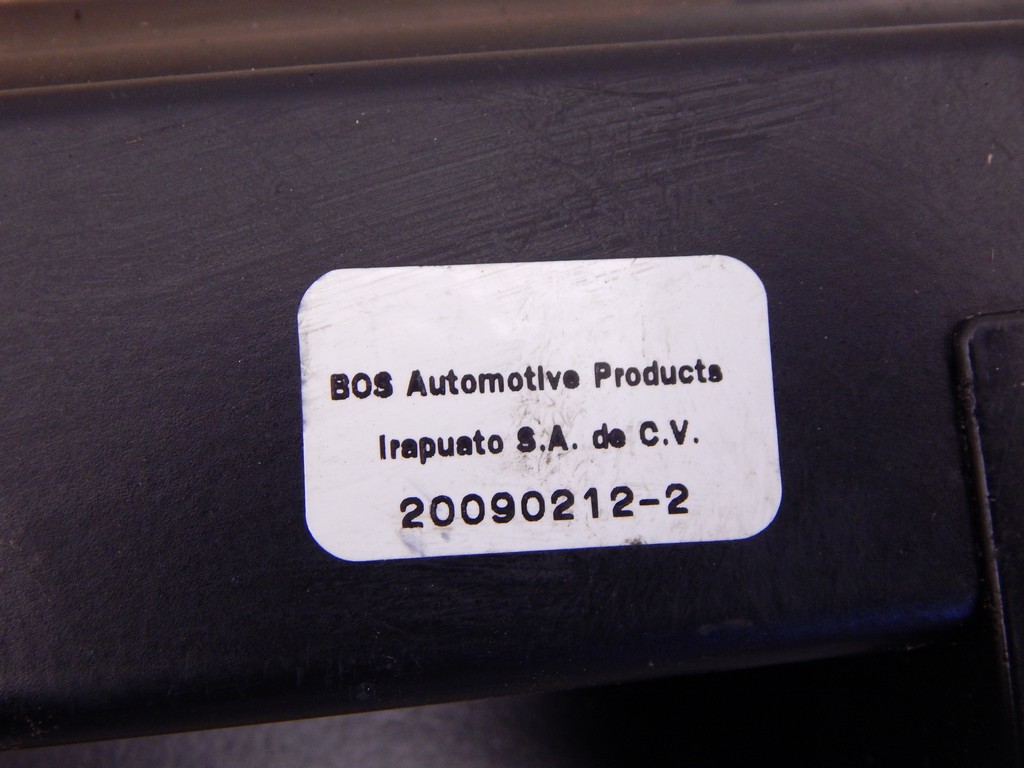 BOS Automotive Products
Irapuato S.A. de C.V.
20090212-2